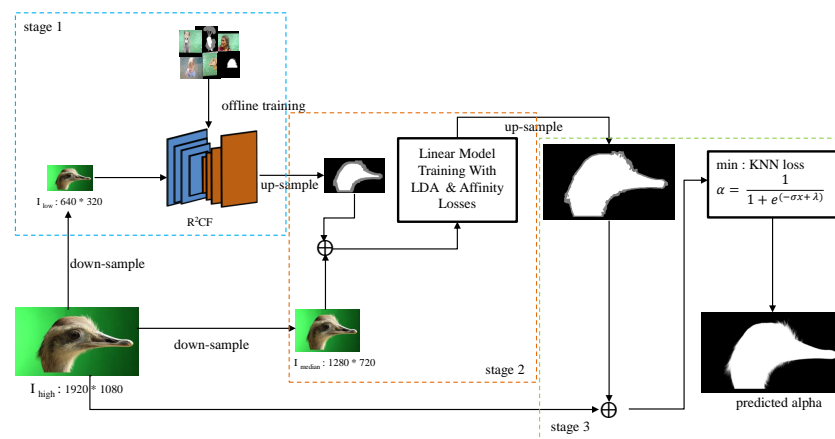 stage 1
offline training
I low : 640 * 320
R²CF
up-sample
down-sample
I high : 1920 * 1080
down-sample
I median : 1280 * 720
stage 2
Linear Model
Training With
LDA & Affinity
Losses
up-sample
stage 3
min : KNN loss
α = 1 / 1 + e^(-σx+λ)
predicted alpha